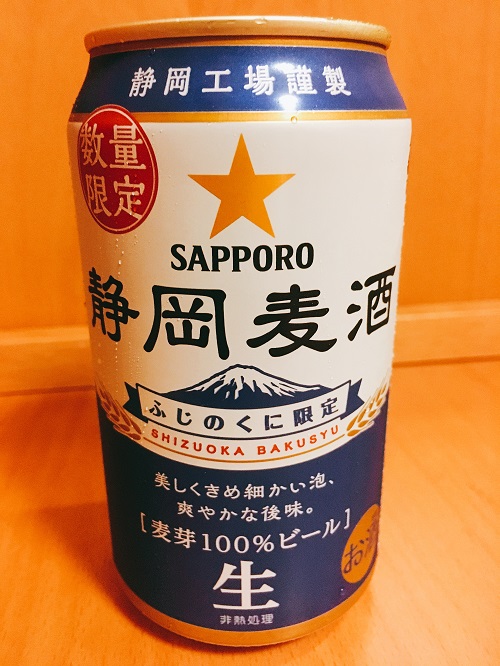 静岡工場謹製
数量
限定
SAPPORO
静岡麦酒
ふじのくに限定
SHIZUOKA BAKUSYU
美しくきめ細かい泡、
爽やかな後味。
[麦芽100%ビール]
お酒
生
非熱処理